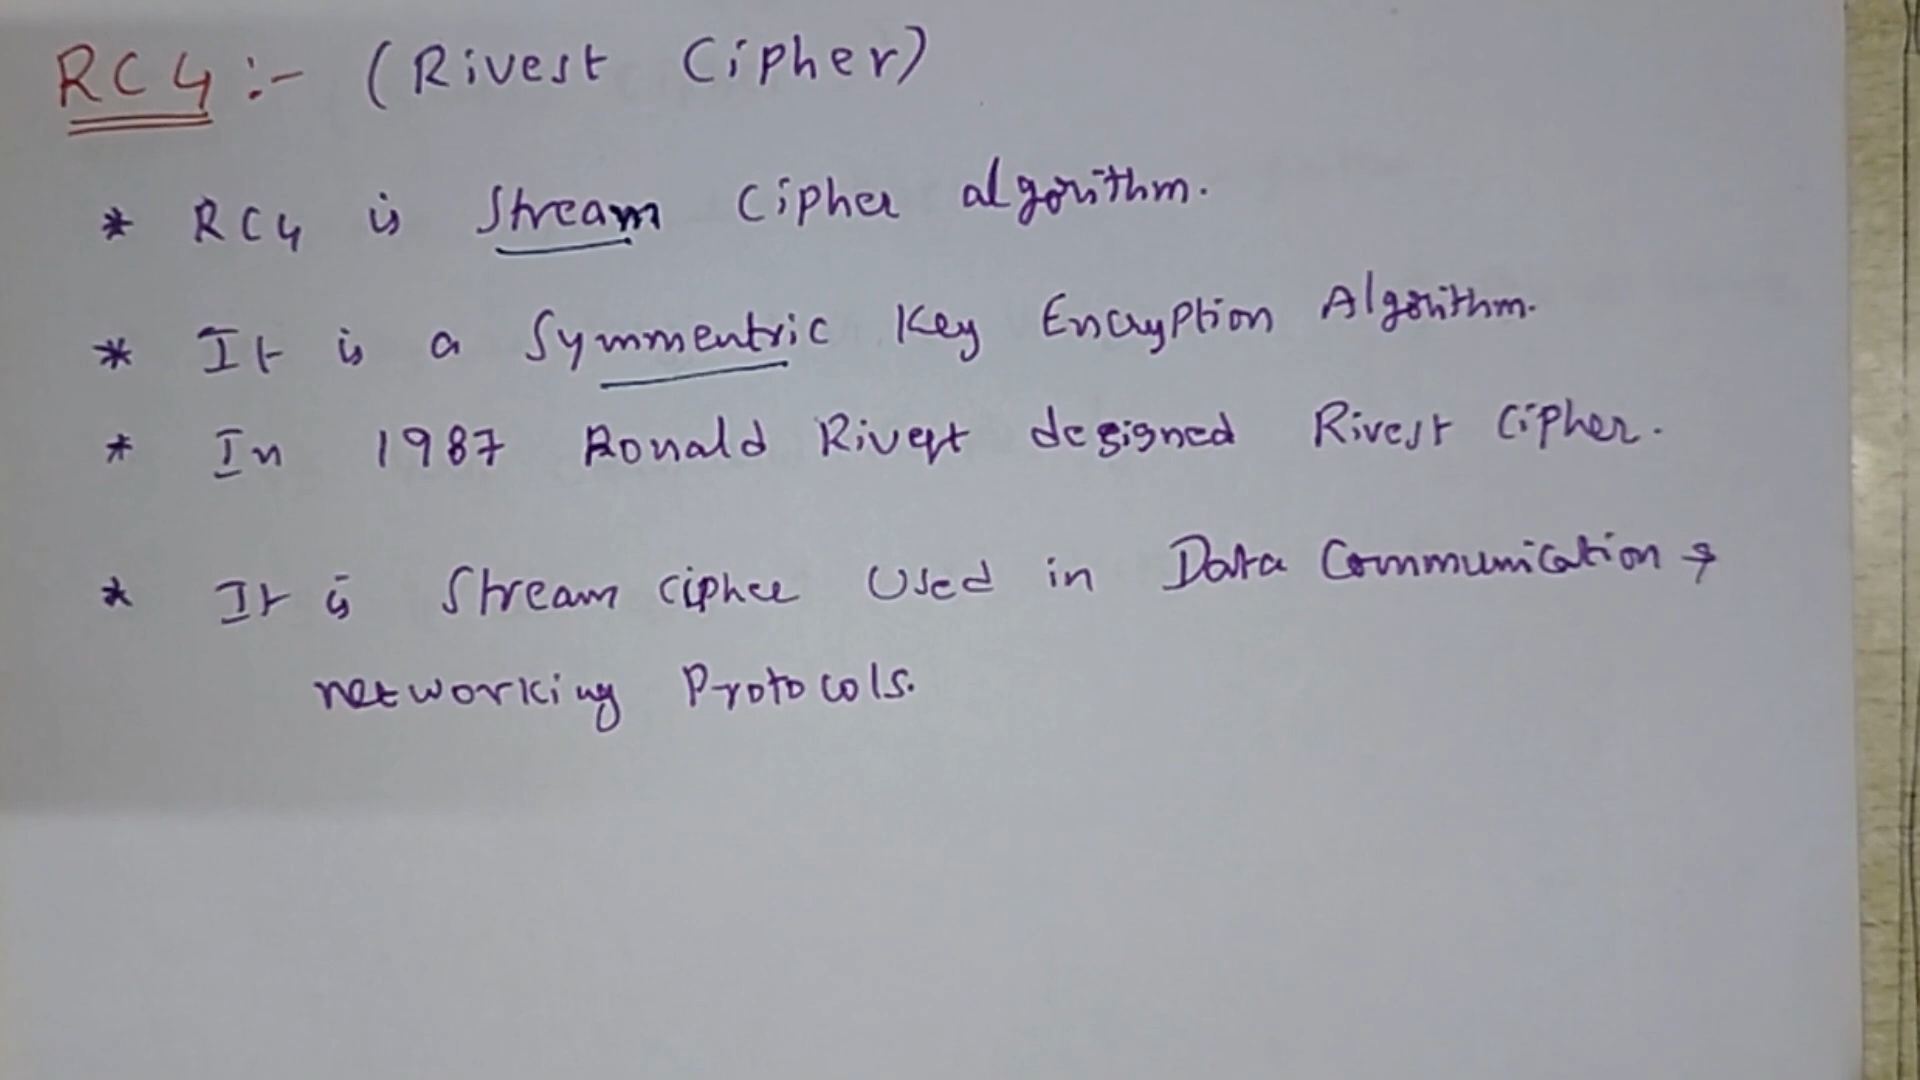 RC4:- (Rivest Cipher)
* RC4 is Stream Cipher algorithm.
* It is a Symmentric Key Encryption Algorithm.
* In 1987 Ronald Rivest designed Rivest Cipher.
* It is Stream cipher Used in Data Communication &
networking Protocols.